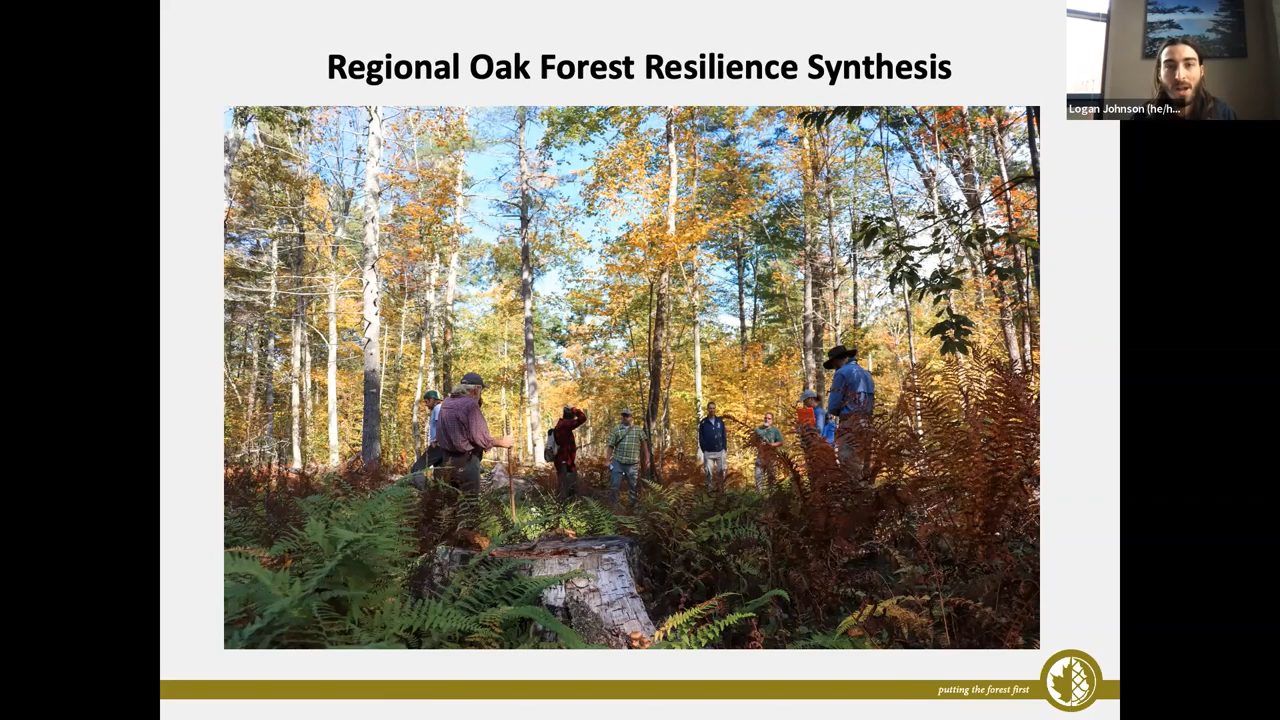 Regional Oak Forest Resilience Synthesis
Logan Johnson (he/h...
putting the forest first